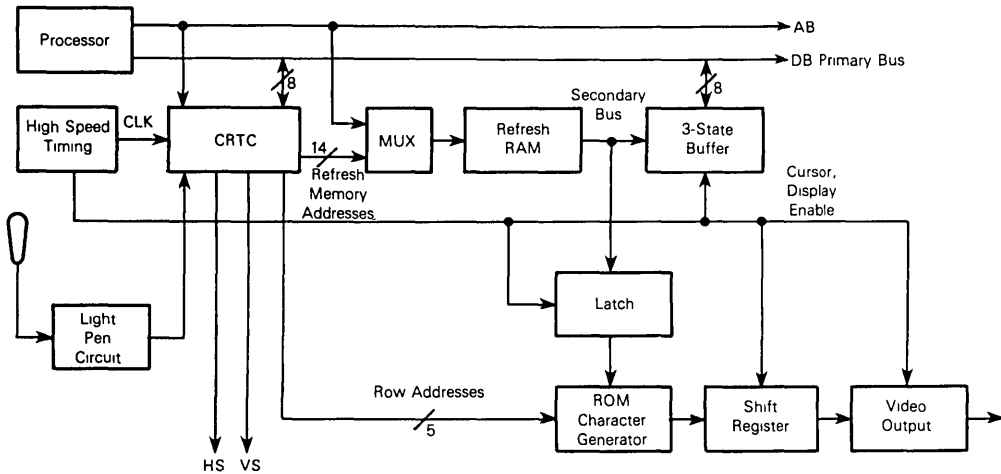 Processor
AB
DB Primary Bus
8
8
High Speed
Timing
CLK
CRTC
14
Refresh
Memory
Addresses
MUX
Refresh
RAM
Secondary
Bus
3-State
Buffer
Cursor,
Display
Enable
Latch
Light
Pen
Circuit
Row Addresses
5
ROM
Character
Generator
Shift
Register
Video
Output
HS
VS